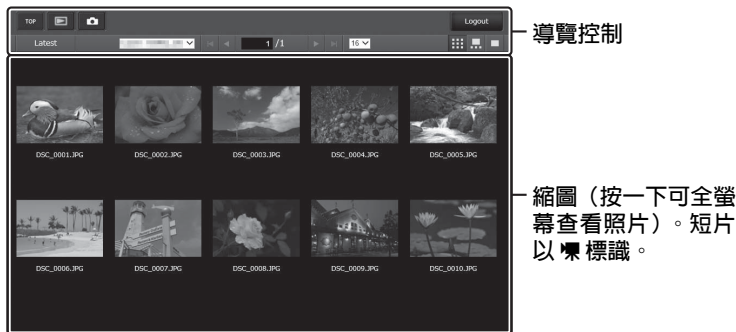 TOP
Logout
Latest
1 /1
16
導覽控制
DSC_0001.JPG DSC_0002.JPG DSC_0003.JPG DSC_0004.JPG DSC_0005.JPG
DSC_0006.JPG DSC_0007.JPG DSC_0008.JPG DSC_0009.JPG DSC_0010.JPG
縮圖（按一下可全螢
幕查看照片）。短片
以 標識。